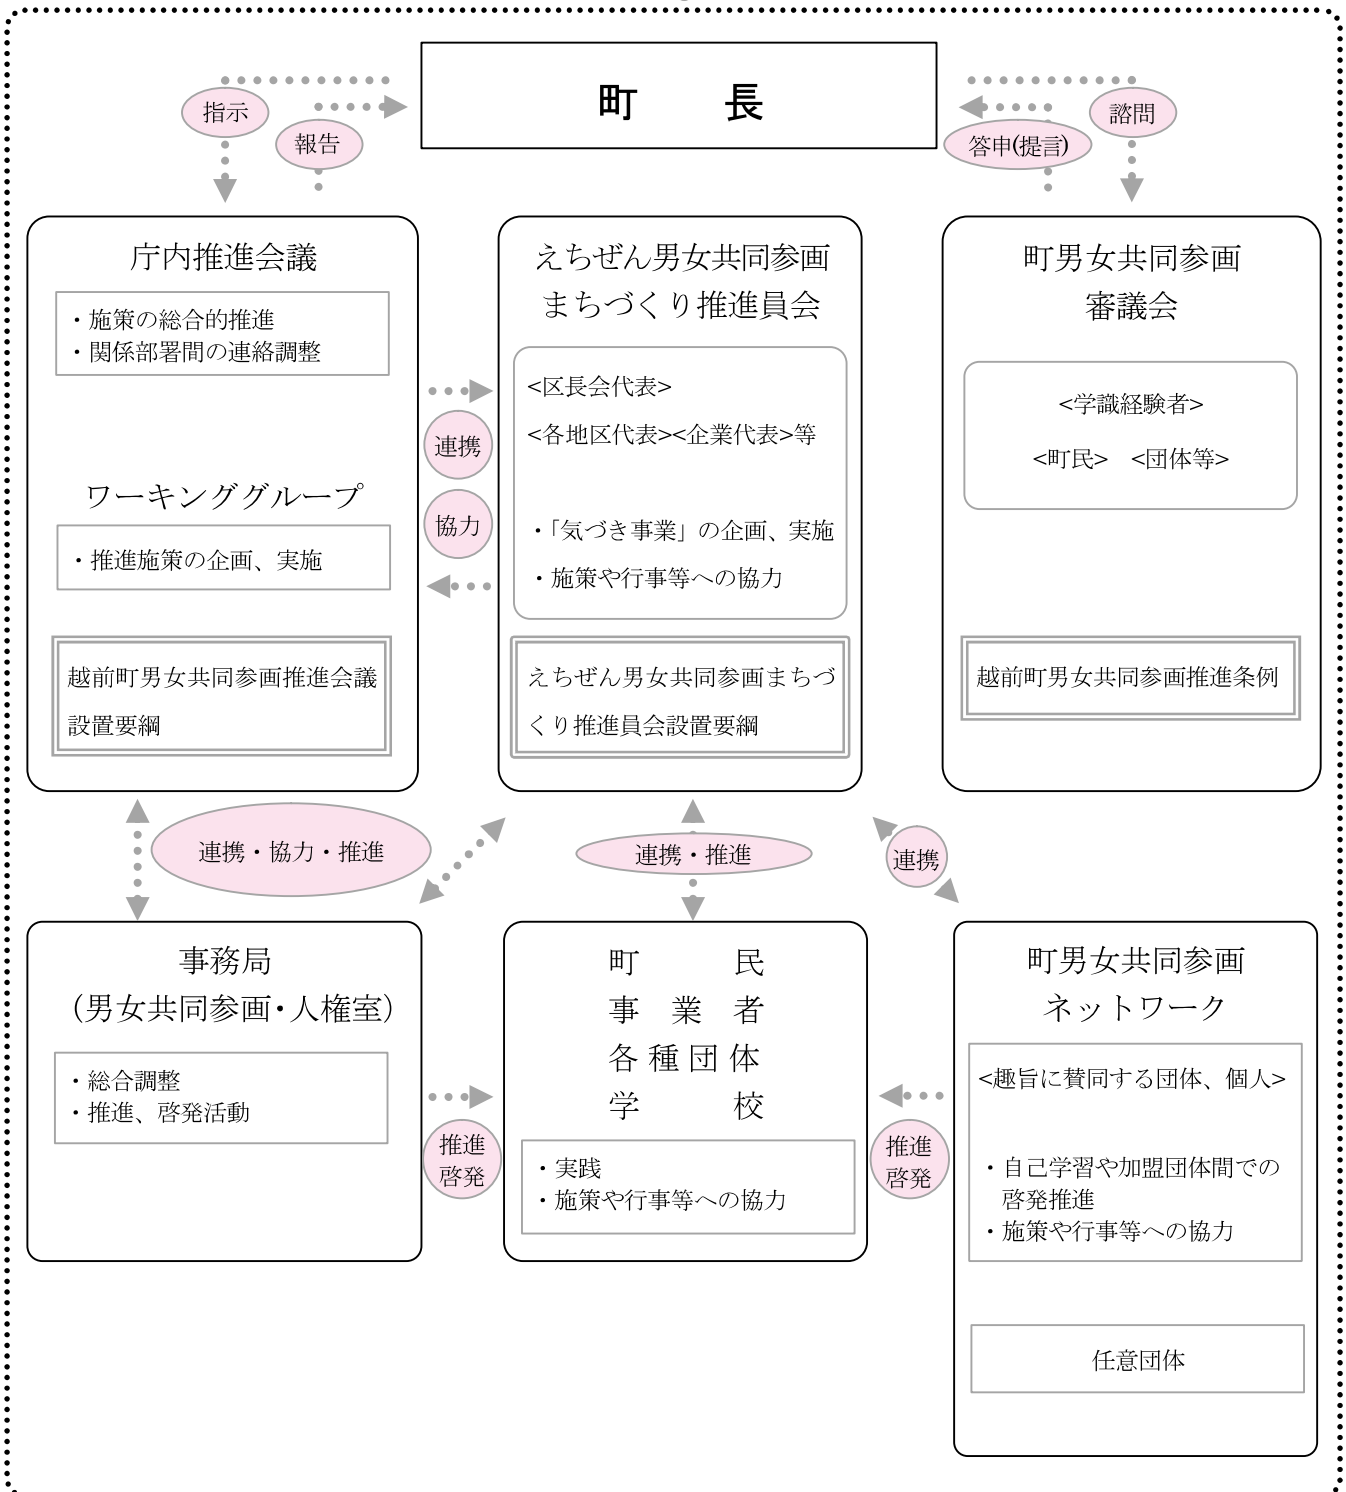 町　長
指示
報告
諮問
答申(提言)
庁内推進会議
・施策の総合的推進
・関係部署間の連絡調整
ワーキンググループ
・推進施策の企画、実施
越前町男女共同参画推進会議
設置要綱
連携
協力
えちぜん男女共同参画
まちづくり推進員会
<区長会代表>
<各地区代表><企業代表>等
・「気づき事業」の企画、実施
・施策や行事等への協力
えちぜん男女共同参画まちづ
くり推進員会設置要綱
町男女共同参画
審議会
<学識経験者>
<町民>　<団体等>
越前町男女共同参画推進条例
連携・協力・推進
連携・推進
連携
事務局
（男女共同参画・人権室）
・総合調整
・推進、啓発活動
推進
啓発
町　民
事　業　者
各種団体
学　校
・実践
・施策や行事等への協力
推進
啓発
町男女共同参画
ネットワーク
<趣旨に賛同する団体、個人>
・自己学習や加盟団体間での
啓発推進
・施策や行事等への協力
任意団体